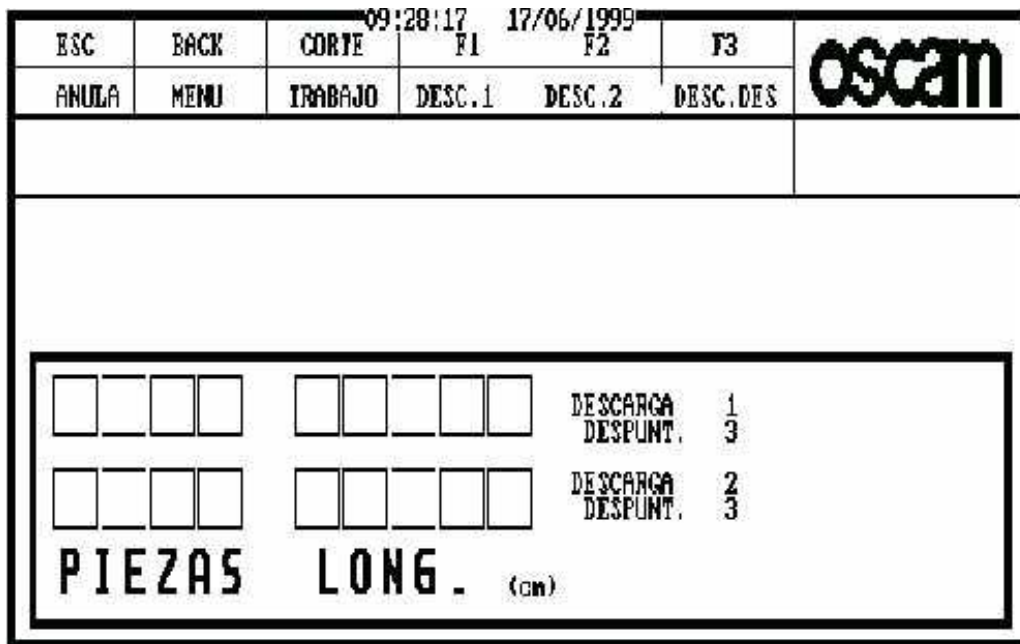 09:28:17 17/06/1999
ESC BACK CORTE F1 F2 F3
oscam
ANULA MENU TRABAJO DESC.1 DESC.2 DESC.DES
DESCARGA 1
DESPUNT. 3
DESCARGA 2
DESPUNT. 3
PIEZAS LONG. (cm)